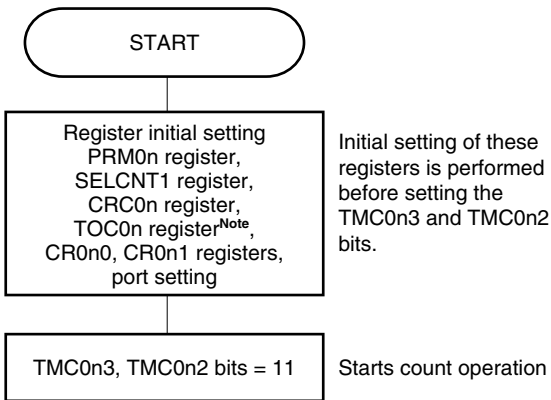 START
Register initial setting
PRM0n register,
SELCNT1 register,
CRC0n register,
TOC0n registerNote,
CR0n0, CR0n1 registers,
port setting
Initial setting of these
registers is performed
before setting the
TMC0n3 and TMC0n2
bits.
TMC0n3, TMC0n2 bits = 11
Starts count operation